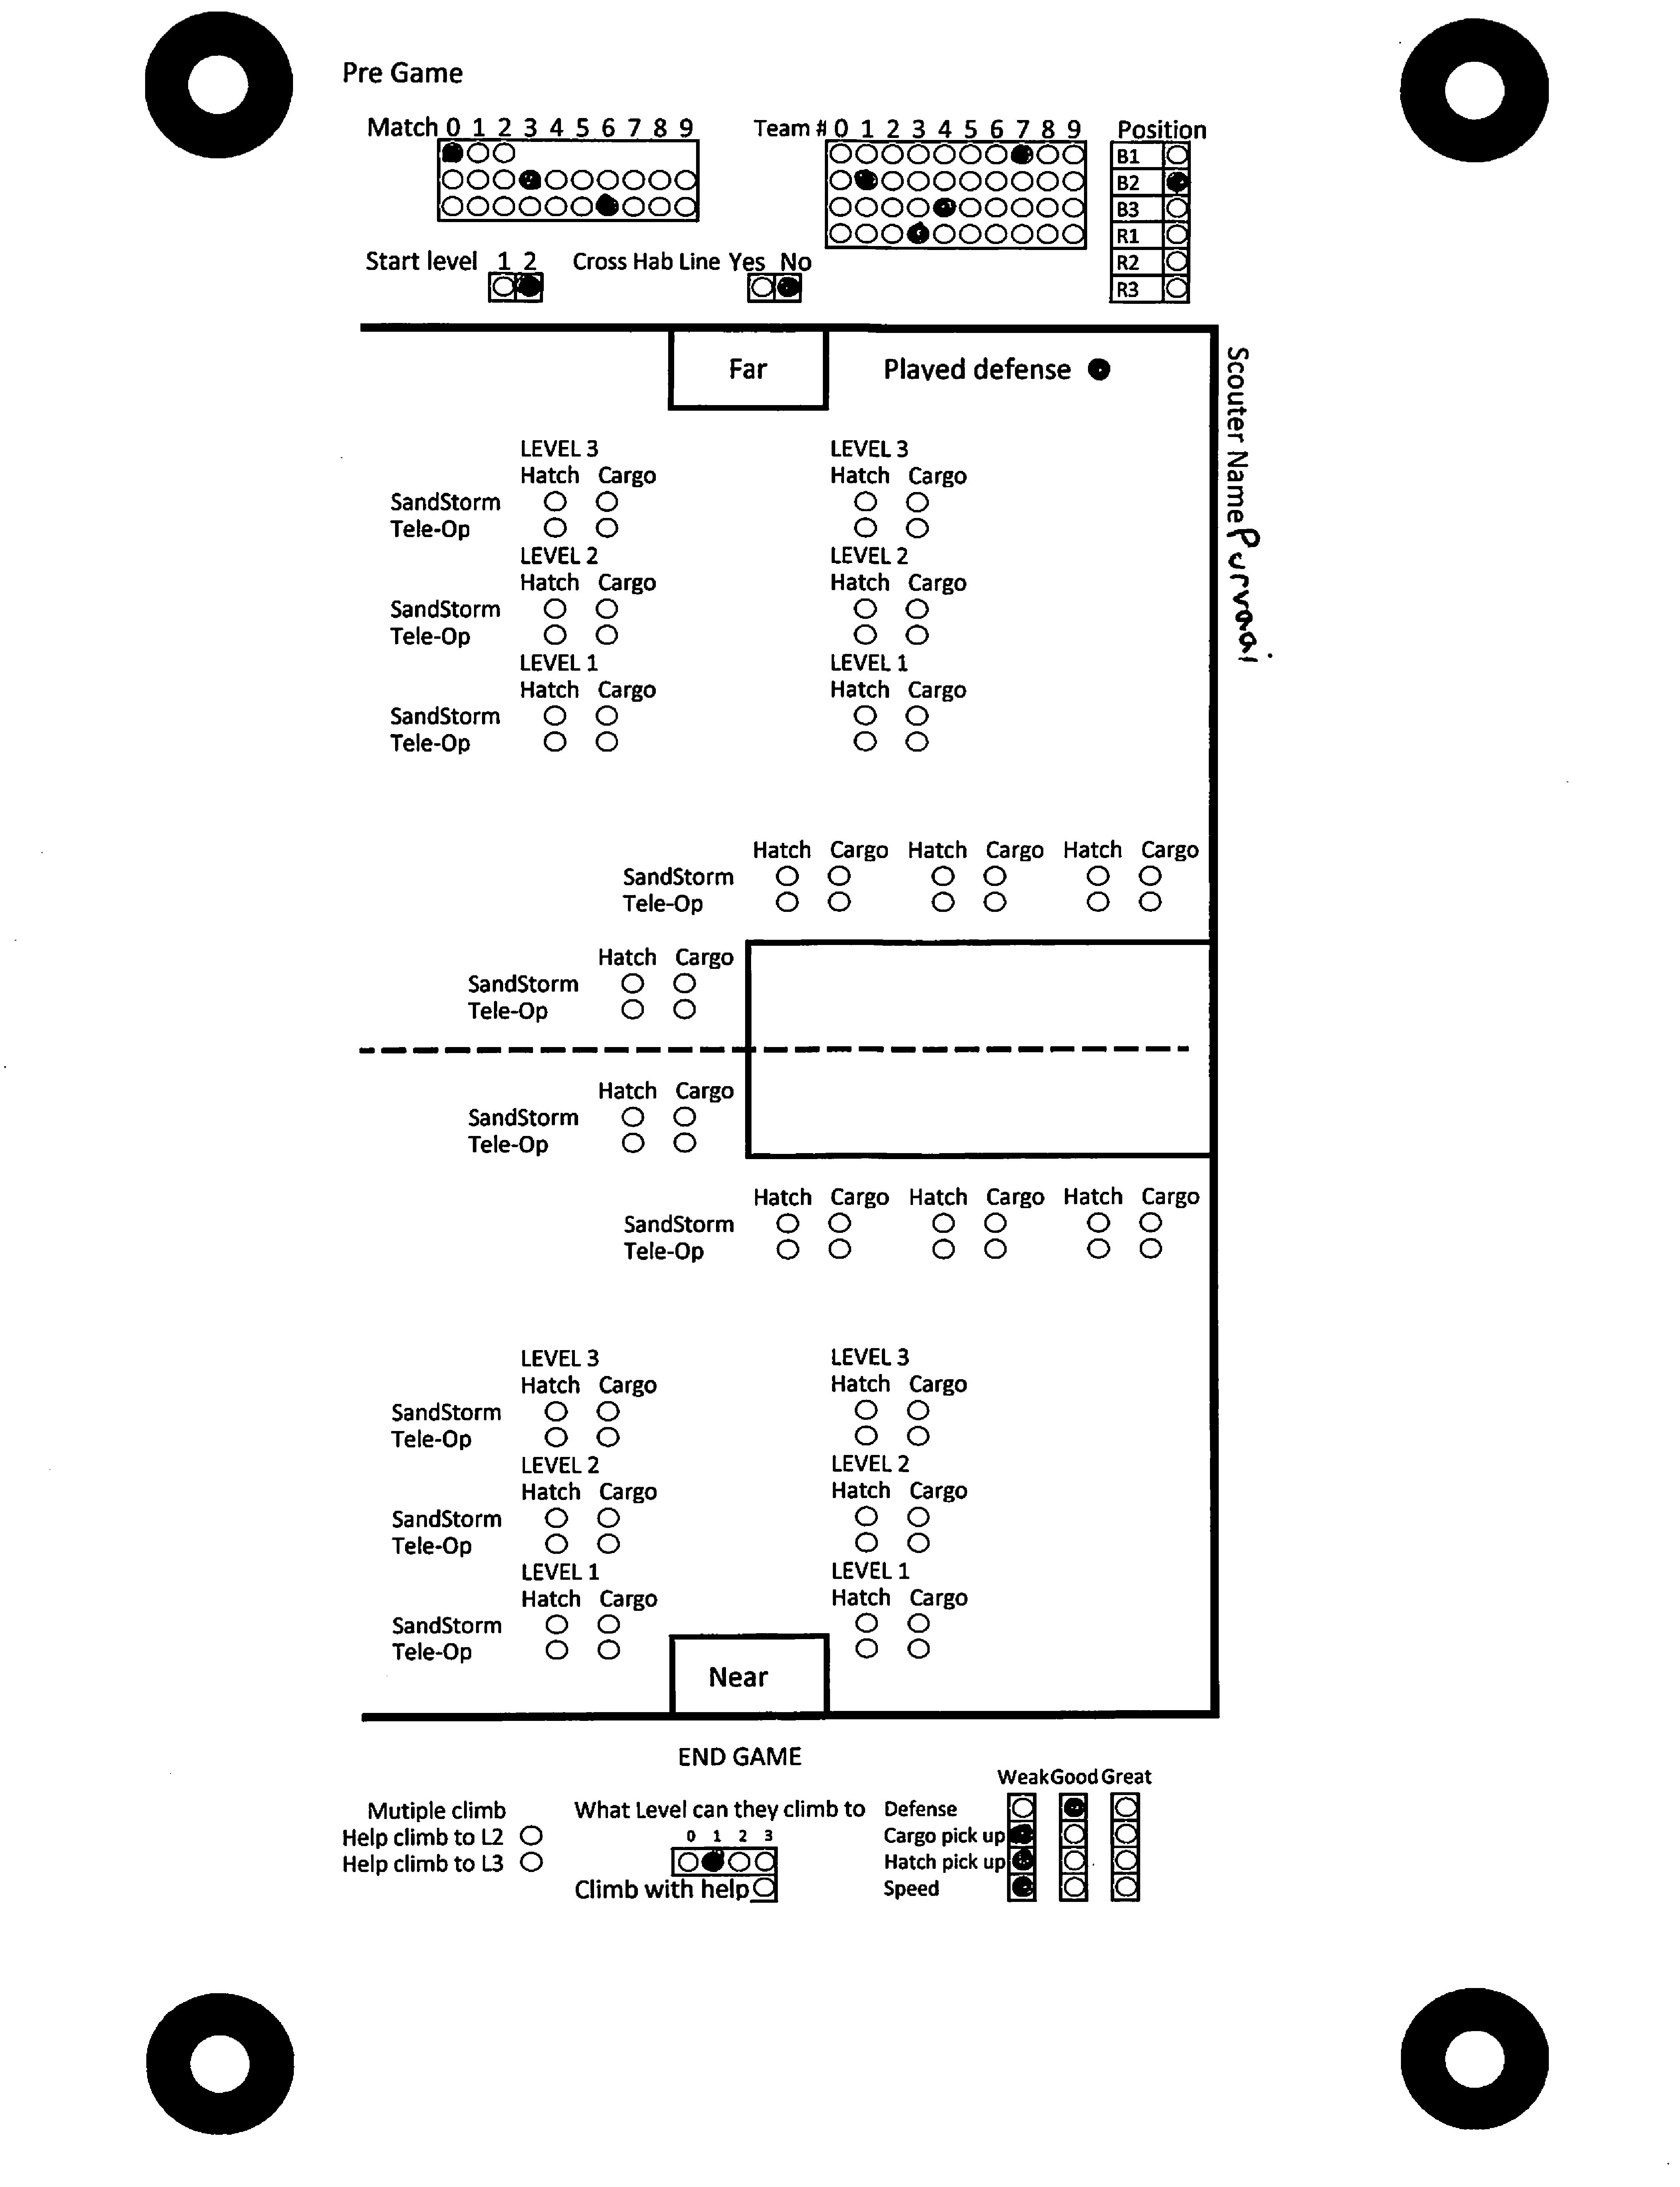 Pre Game
Match 0 1 2 3 4 5 6 7 8 9
Team # 0 1 2 3 4 5 6 7 8 9
Position
B1
B2
B3
R1
R2
R3
Start level 1 2
Cross Hab Line Yes No
Far
Played defense
Scouter Name Purvaai
LEVEL 3 LEVEL 3
Hatch Cargo Hatch Cargo
SandStorm
Tele-Op
LEVEL 2 LEVEL 2
Hatch Cargo Hatch Cargo
SandStorm
Tele-Op
LEVEL 1 LEVEL 1
Hatch Cargo Hatch Cargo
SandStorm
Tele-Op
Hatch Cargo Hatch Cargo Hatch Cargo
SandStorm
Tele-Op
Hatch Cargo
SandStorm
Tele-Op
Hatch Cargo
SandStorm
Tele-Op
Hatch Cargo Hatch Cargo Hatch Cargo
SandStorm
Tele-Op
LEVEL 3 LEVEL 3
Hatch Cargo Hatch Cargo
SandStorm
Tele-Op
LEVEL 2 LEVEL 2
Hatch Cargo Hatch Cargo
SandStorm
Tele-Op
LEVEL 1 LEVEL 1
Hatch Cargo Hatch Cargo
SandStorm
Tele-Op
Near
END GAME
Mutiple climb
Help climb to L2
Help climb to L3
What Level can they climb to
0 1 2 3
Climb with help
Weak Good Great
Defense
Cargo pick up
Hatch pick up
Speed